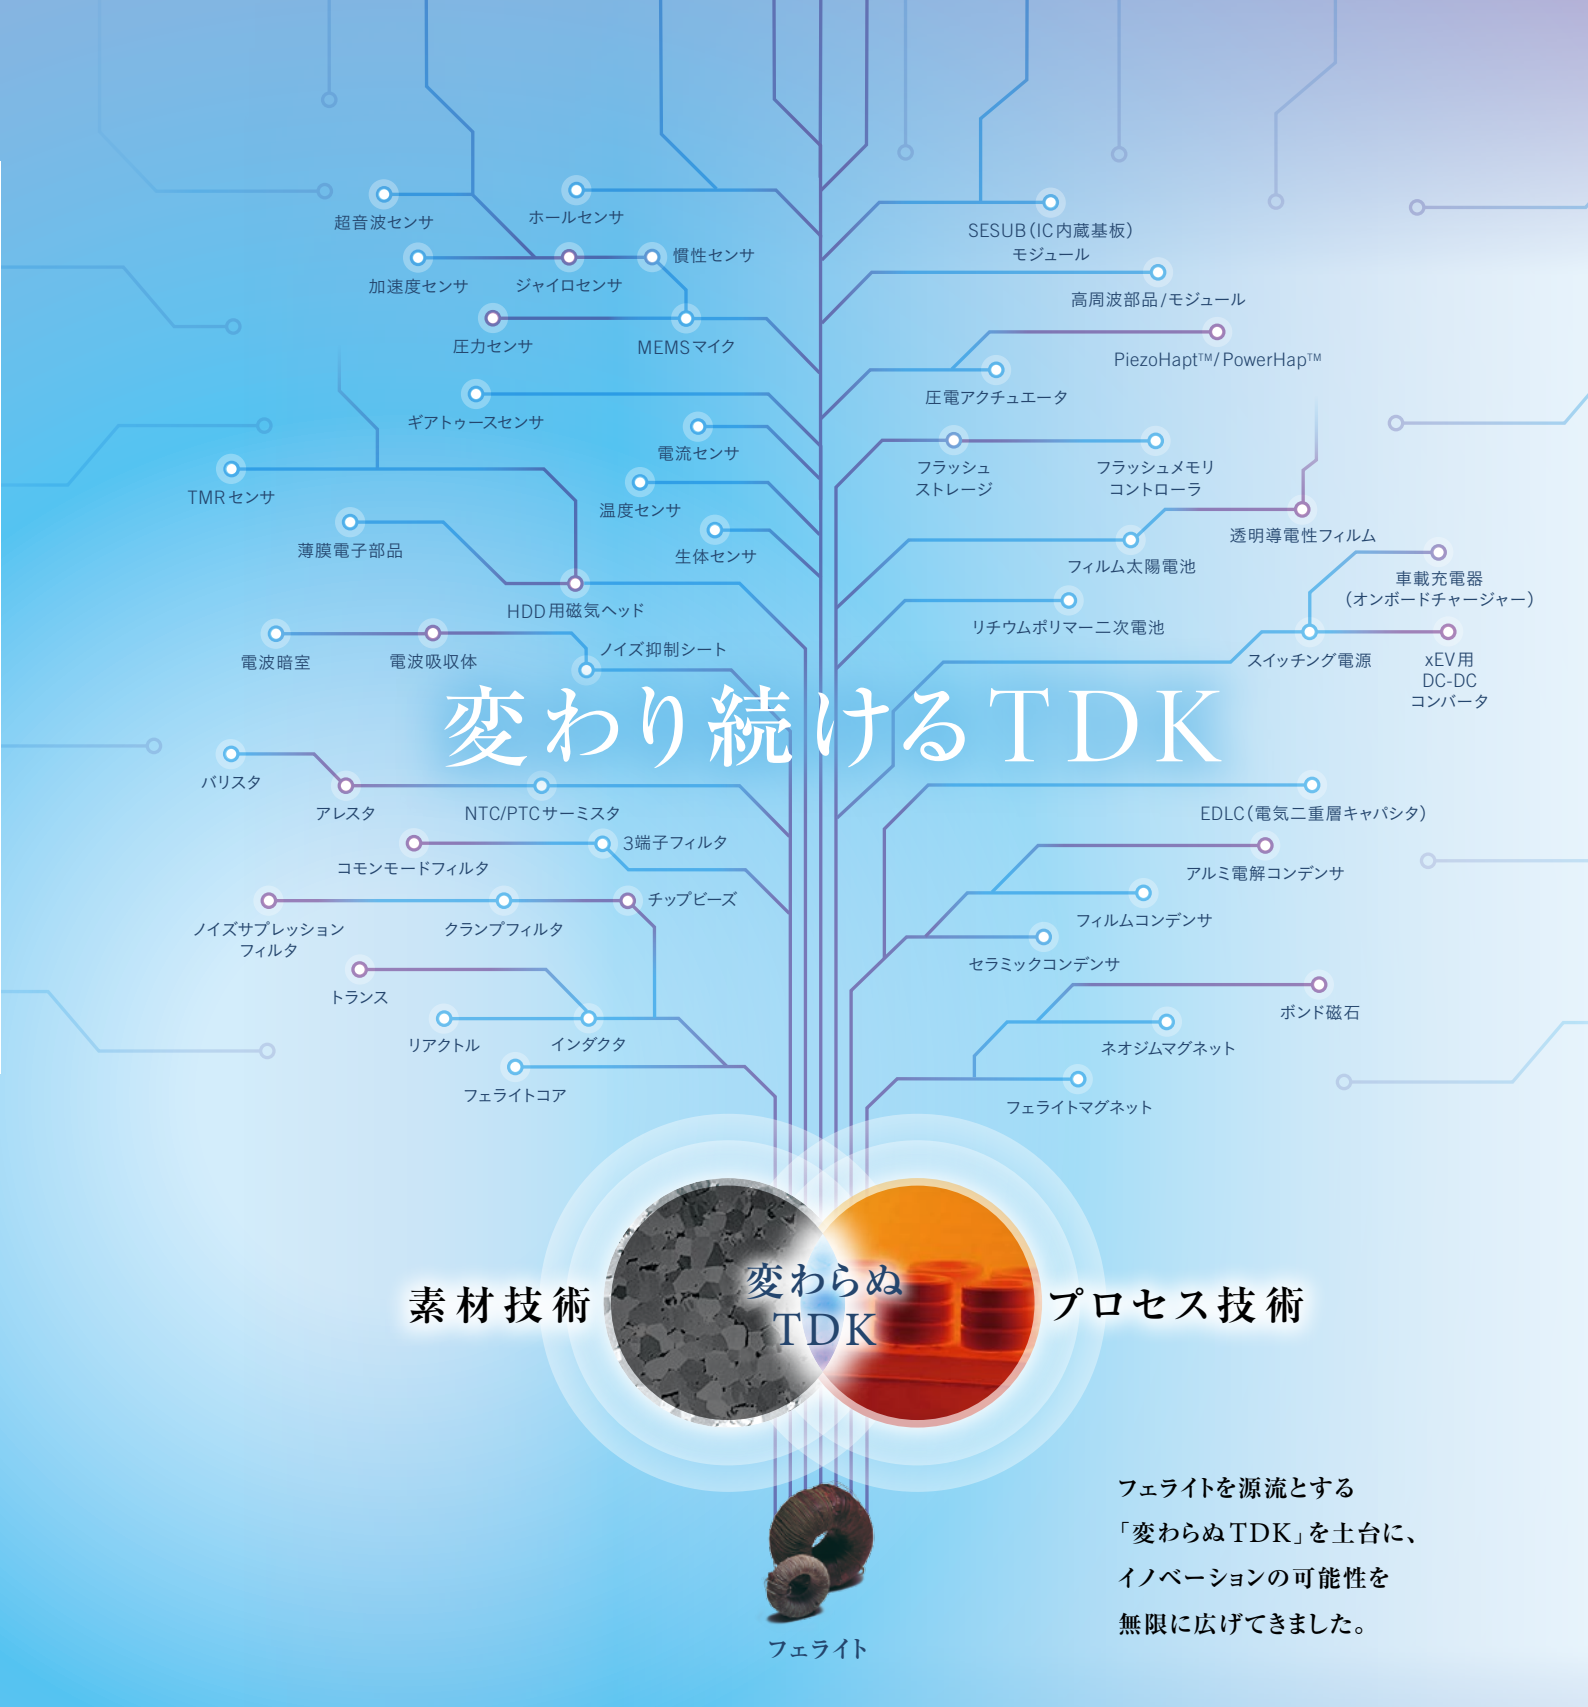 超音波センサ
ホールセンサ
SESUB(IC内蔵基板)
モジュール
慣性センサ
加速度センサ
ジャイロセンサ
高周波部品/モジュール
圧力センサ
MEMSマイク
PiezoHapt™/PowerHap™
圧電アクチュエータ
ギアトゥースセンサ
電流センサ
フラッシュ
ストレージ
フラッシュメモリ
コントローラ
TMRセンサ
温度センサ
透明導電性フィルム
薄膜電子部品
生体センサ
フィルム太陽電池
車載充電器
(オンボードチャージャー)
HDD用磁気ヘッド
リチウムポリマー二次電池
電波暗室
電波吸収体
ノイズ抑制シート
スイッチング電源
xEV用
DC-DC
コンバータ
変わり続けるTDK
バリスタ
アレスタ
NTC/PTCサーミスタ
EDLC(電気二重層キャパシタ)
コモンモードフィルタ
3端子フィルタ
アルミ電解コンデンサ
チップビーズ
ノイズサプレッション
フィルタ
クランプフィルタ
フィルムコンデンサ
セラミックコンデンサ
トランス
ボンド磁石
リアクトル
インダクタ
ネオジムマグネット
フェライトコア
フェライトマグネット
素材技術
変わらぬ
TDK
プロセス技術
フェライトを源流とする
「変わらぬTDK」を土台に、
イノベーションの可能性を
無限に広げてきました。
フェライト